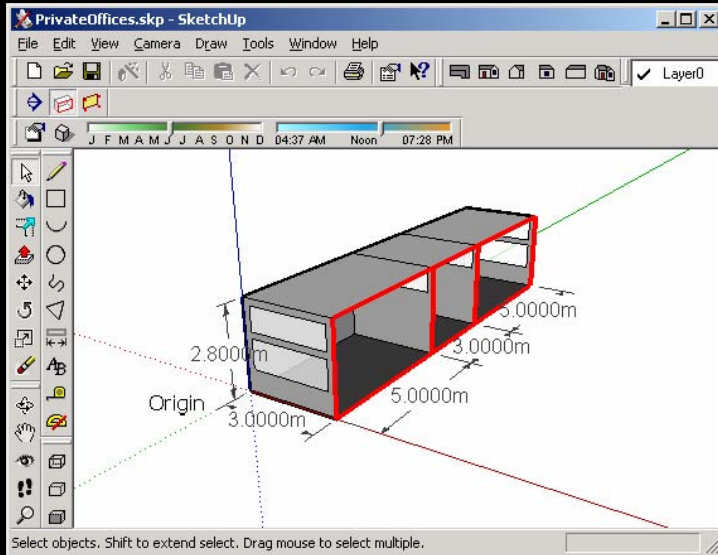 PrivateOffices.skp - SketchUp
File Edit View Camera Draw Tools Window Help
Layer0
J F M A M J J A S O N D 04:37 AM Noon 07:28 PM
5.0000m
2.8000m
3.0000m
5.0000m
Origin
3.0000m
AB
Select objects. Shift to extend select. Drag mouse to select multiple.